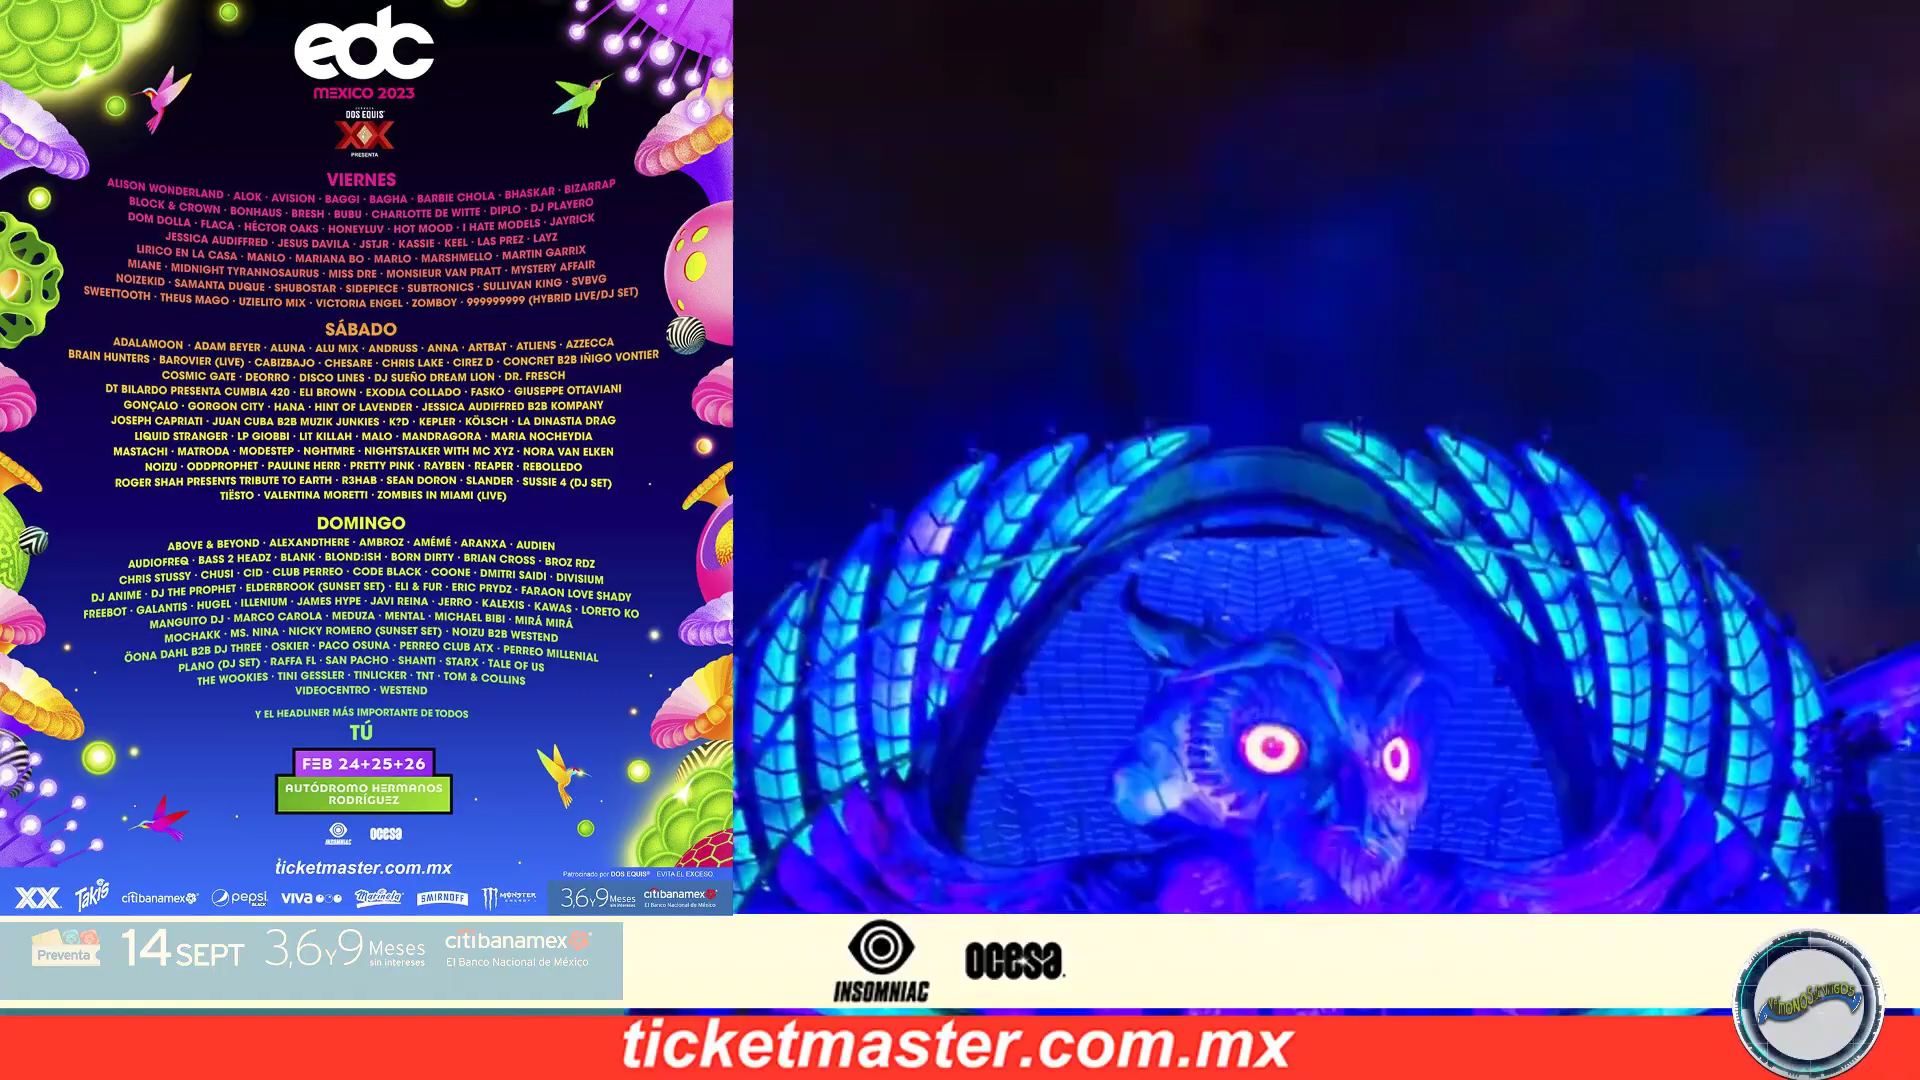 edc
MEXICO 2023
CERVEZA
DOS EQUIS
XX
PRESENTA
VIERNES
ALISON WONDERLAND · ALOK · AVISION · BAGGI · BAGHA · BARBIE CHOLA · BHASKAR · BIZARRAP
BLOCK & CROWN · BONHAUS · BRESH · BUBU · CHARLOTTE DE WITTE · DIPLO · DJ PLAYERO
DOM DOLLA · FLACA · HÉCTOR OAKS · HONEYLUV · HOT MOOD · I HATE MODELS · JAYRICK
JESSICA AUDIFFRED · JESUS DAVILA · JSTJR · KASSIE · KEEL · LAS PREZ · LAYZ
LIRICO EN LA CASA · MANLO · MARIANA BO · MARLO · MARSHMELLO · MARTIN GARRIX
MIANE · MIDNIGHT TYRANNOSAURUS · MISS DRE · MONSIEUR VAN PRATT · MYSTERY AFFAIR
NOIZEKID · SAMANTA DUQUE · SHUBOSTAR · SIDEPIECE · SUBTRONICS · SULLIVAN KING · SVBVG
SWEETTOOTH · THEUS MAGO · UZIELITO MIX · VICTORIA ENGEL · ZOMBOY · 999999999 (HYBRID LIVE/DJ SET)
SÁBADO
ADALAMOON · ADAM BEYER · ALUNA · ALU MIX · ANDRUSS · ANNA · ARTBAT · ATLIENS · AZZECCA
BRAIN HUNTERS · BAROVIER (LIVE) · CABIZBAJO · CHESARE · CHRIS LAKE · CIREZ D · CONCRET B2B IÑIGO VONTIER
COSMIC GATE · DEORRO · DISCO LINES · DJ SUEÑO DREAM LION · DR. FRESCH
DT BILARDO PRESENTA CUMBIA 420 · ELI BROWN · EXODIA COLLADO · FASKO · GIUSEPPE OTTAVIANI
GONÇALO · GORGON CITY · HANA · HINT OF LAVENDER · JESSICA AUDIFFRED B2B KOMPANY
JOSEPH CAPRIATI · JUAN CUBA B2B MUZIK JUNKIES · K?D · KEPLER · KÖLSCH · LA DINASTIA DRAG
LIQUID STRANGER · LP GIOBBI · LIT KILLAH · MALO · MANDRAGORA · MARIA NOCHEYDIA
MASTACHI · MATRODA · MODESTEP · NGHTMRE · NIGHTSTALKER WITH MC XYZ · NORA VAN ELKEN
NOIZU · ODDPROPHET · PAULINE HERR · PRETTY PINK · RAYBEN · REAPER · REBOLLEDO
ROGER SHAH PRESENTS TRIBUTE TO EARTH · R3HAB · SEAN DORON · SLANDER · SUSSIE 4 (DJ SET)
TIËSTO · VALENTINA MORETTI · ZOMBIES IN MIAMI (LIVE)
DOMINGO
ABOVE & BEYOND · ALEXANDTHERE · AMBROZ · AMÉMÉ · ARANXA · AUDIEN
AUDIOFREQ · BASS 2 HEADZ · BLANK · BLOND:ISH · BORN DIRTY · BRIAN CROSS · BROZ RDZ
CHRIS STUSSY · CHUSI · CID · CLUB PERREO · CODE BLACK · COONE · DMITRI SAIDI · DIVISIUM
DJ ANIME · DJ THE PROPHET · ELDERBROOK (SUNSET SET) · ELI & FUR · ERIC PRYDZ · FARAON LOVE SHADY
FREEBOT · GALANTIS · HUGEL · ILLENIUM · JAMES HYPE · JAVI REINA · JERRO · KALEXIS · KAWAS · LORETO KO
MANGUITO DJ · MARCO CAROLA · MEDUZA · MENTAL · MICHAEL BIBI · MIRÁ MIRÁ
MOCHAKK · MS. NINA · NICKY ROMERO (SUNSET SET) · NOIZU B2B WESTEND
ÖONA DAHL B2B DJ THREE · OSKIER · PACO OSUNA · PERREO CLUB ATX · PERREO MILLENIAL
PLANO (DJ SET) · RAFFA FL · SAN PACHO · SHANTI · STARX · TALE OF US
THE WOOKIES · TINI GESSLER · TINLICKER · TNT · TOM & COLLINS
VIDEOCENTRO · WESTEND
Y EL HEADLINER MÁS IMPORTANTE DE TODOS
TÚ
FEB 24+25+26
AUTÓDROMO HERMANOS
RODRÍGUEZ
INSOMNIAC ocesa
ticketmaster.com.mx
Patrocinado por DOS EQUIS® EVITA EL EXCESO.
XX Takis citibanamex pepsi BLACK VIVA Marinela SMIRNOFF MONSTER ENERGY 3,6Y9 Meses sin intereses citibanamex El Banco Nacional de México
Preventa 14 SEPT 3,6Y9 Meses sin intereses citibanamex El Banco Nacional de México
INSOMNIAC ocesa
ticketmaster.com.mx